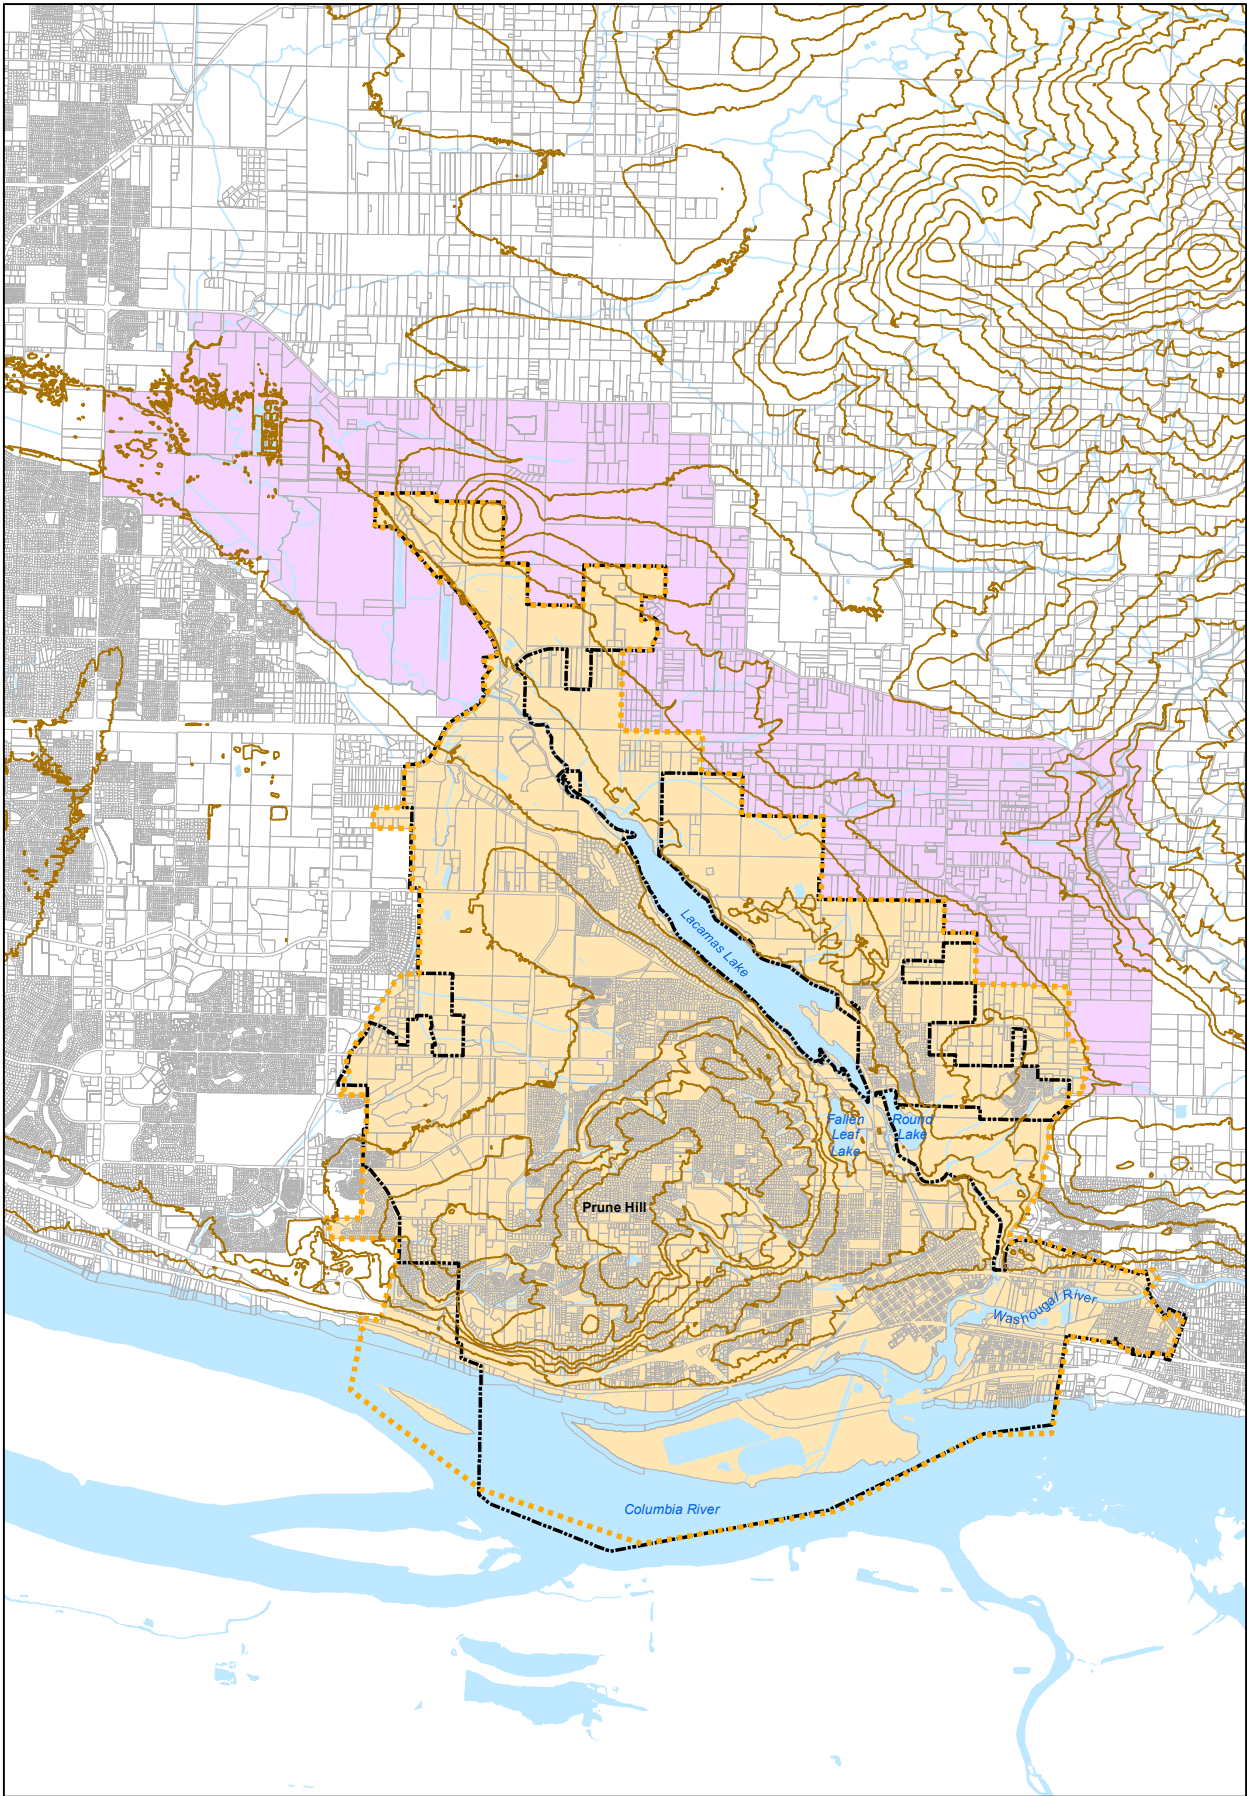 Lacamas Lake
Fallen
Leaf
Lake
Round
Lake
Prune Hill
Washougal River
Columbia River